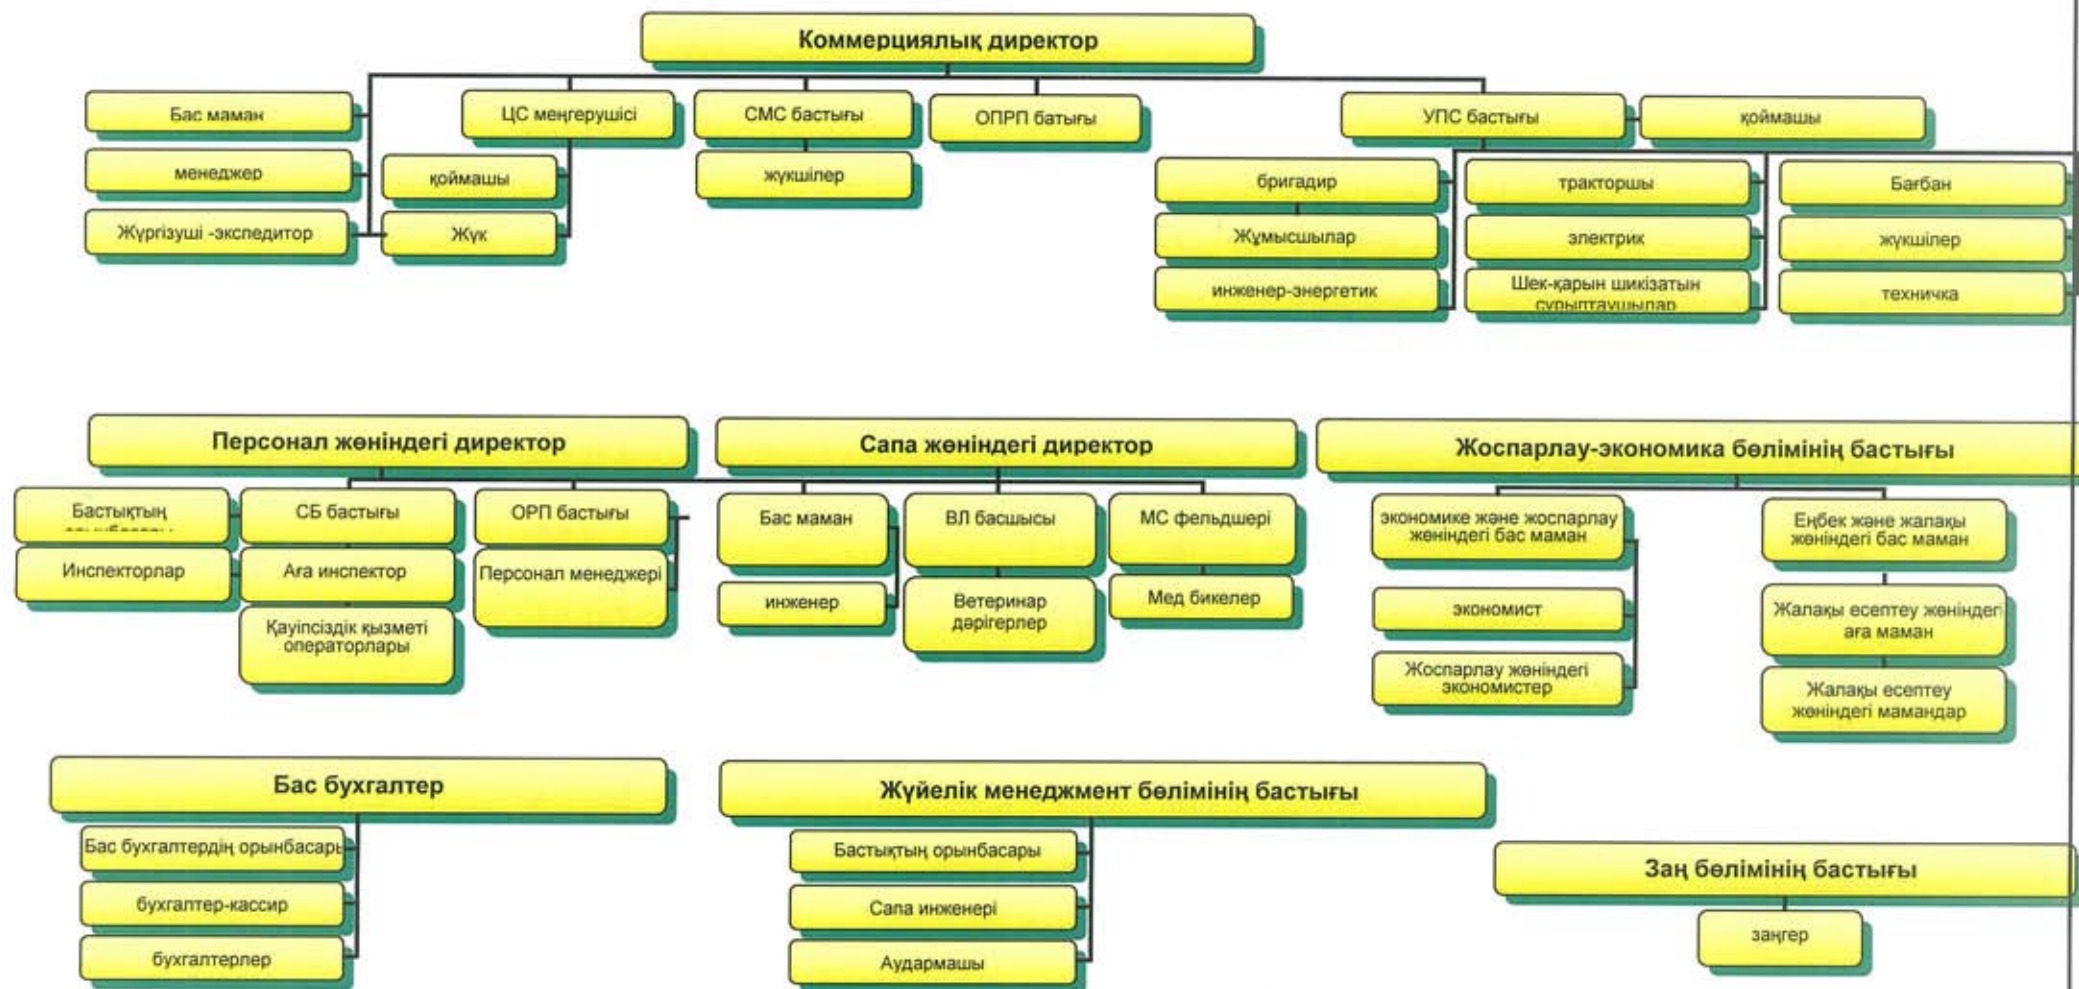 Коммерциялық директор
Бас маман
менеджер
Жүргізуші -экспедитор
ЦС меңгерушісі
қоймашы
Жүк
СМС бастығы
жүкшілер
ОПРП батығы
УПС бастығы
қоймашы
бригадир
Жұмысшылар
инженер-энергетик
тракторшы
электрик
Шек-қарын шикізатын
сұрыптаушылар
Бағбан
жүкшілер
техничка
Персонал жөніндегі директор
Бастықтың
Инспекторлар
СБ бастығы
Аға инспектор
Қауіпсіздік қызметі
операторлары
ОРП бастығы
Персонал менеджері
Сапа жөніндегі директор
Бас маман
инженер
ВЛ басшысы
Ветеринар
дәрігерлер
МС фельдшері
Мед бикелер
Жоспарлау-экономика бөлімінің бастығы
экономике және жоспарлау
жөніндегі бас маман
экономист
Жоспарлау жөніндегі
экономистер
Еңбек және жалақы
жөніндегі бас маман
Жалақы есептеу жөніндегі
аға маман
Жалақы есептеу
жөніндегі мамандар
Бас бухгалтер
Бас бухгалтердің орынбасары
бухгалтер-кассир
бухгалтерлер
Жүйелік менеджмент бөлімінің бастығы
Бастықтың орынбасары
Сапа инженері
Аудармашы
Заң бөлімінің бастығы
заңгер